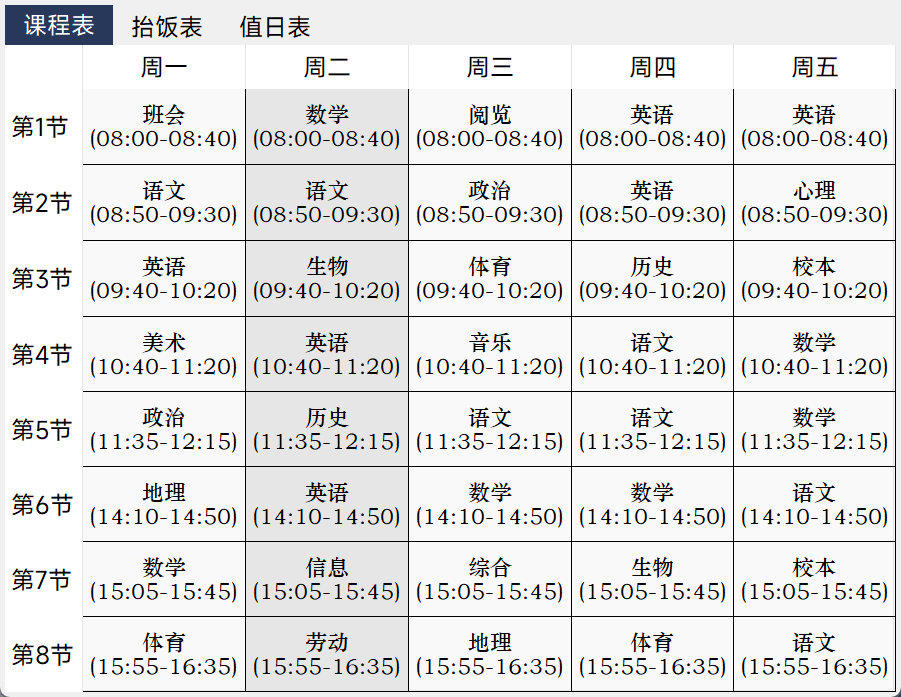 课程表 抬饭表 值日表
周一 周二 周三 周四 周五
第1节 班会 数学 阅览 英语 英语
(08:00-08:40) (08:00-08:40) (08:00-08:40) (08:00-08:40) (08:00-08:40)
第2节 语文 语文 政治 英语 心理
(08:50-09:30) (08:50-09:30) (08:50-09:30) (08:50-09:30) (08:50-09:30)
第3节 英语 生物 体育 历史 校本
(09:40-10:20) (09:40-10:20) (09:40-10:20) (09:40-10:20) (09:40-10:20)
第4节 美术 英语 音乐 语文 数学
(10:40-11:20) (10:40-11:20) (10:40-11:20) (10:40-11:20) (10:40-11:20)
第5节 政治 历史 语文 语文 数学
(11:35-12:15) (11:35-12:15) (11:35-12:15) (11:35-12:15) (11:35-12:15)
第6节 地理 英语 数学 数学 语文
(14:10-14:50) (14:10-14:50) (14:10-14:50) (14:10-14:50) (14:10-14:50)
第7节 数学 信息 综合 生物 校本
(15:05-15:45) (15:05-15:45) (15:05-15:45) (15:05-15:45) (15:05-15:45)
第8节 体育 劳动 地理 体育 语文
(15:55-16:35) (15:55-16:35) (15:55-16:35) (15:55-16:35) (15:55-16:35)